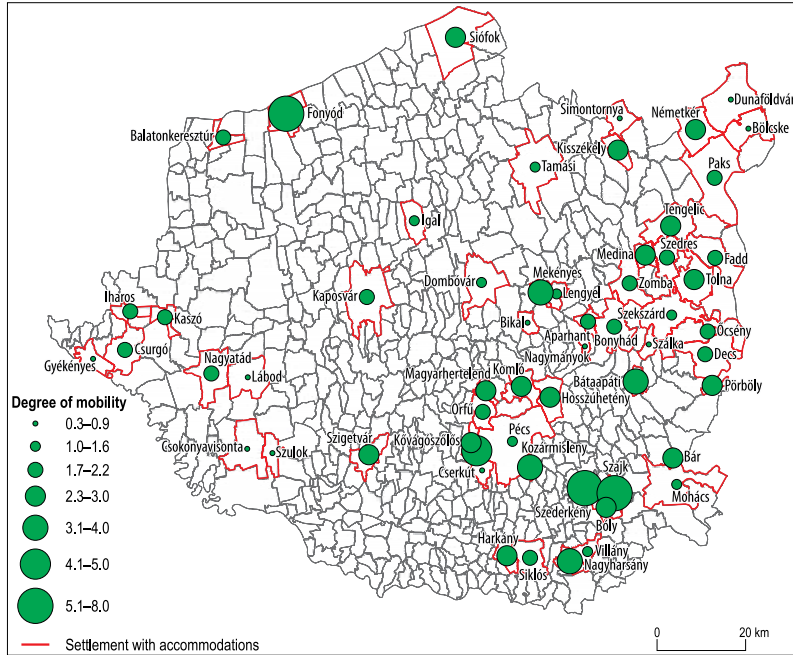 Siófok
Dunaföldvár
Simontornya
Németkér
Fonyód
Bölcske
Balatonkeresztúr
Kisszékely
Tamási
Paks
Igal
Tengelic
Medina
Szedres
Fadd
Dombóvár
Mekényes
Kaposvár
Lengyel
Zomba
Tolna
Iharos
Kaszó
Bikal
Szekszárd
Aparhant
Bonyhád
Őcsény
Csurgó
Nagymányok
Szálka
Decs
Gyékényes
Nagyatád
Lábod
Magyarhertelend
Komló
Bátaapáti
Pörböly
Hosszúhetény
Orfű
Degree of mobility
0.3–0.9
1.0–1.6
1.7–2.2
2.3–3.0
3.1–4.0
4.1–5.0
5.1–8.0
Settlement with accommodations
Csokonyavisonta
Szulok
Szigetvár
Kővágószőlős
Pécs
Kozármisleny
Bár
Cserkút
Szajk
Mohács
Szederkény
Bóly
Harkány
Villány
Siklós
Nagyharsány
0 20 km